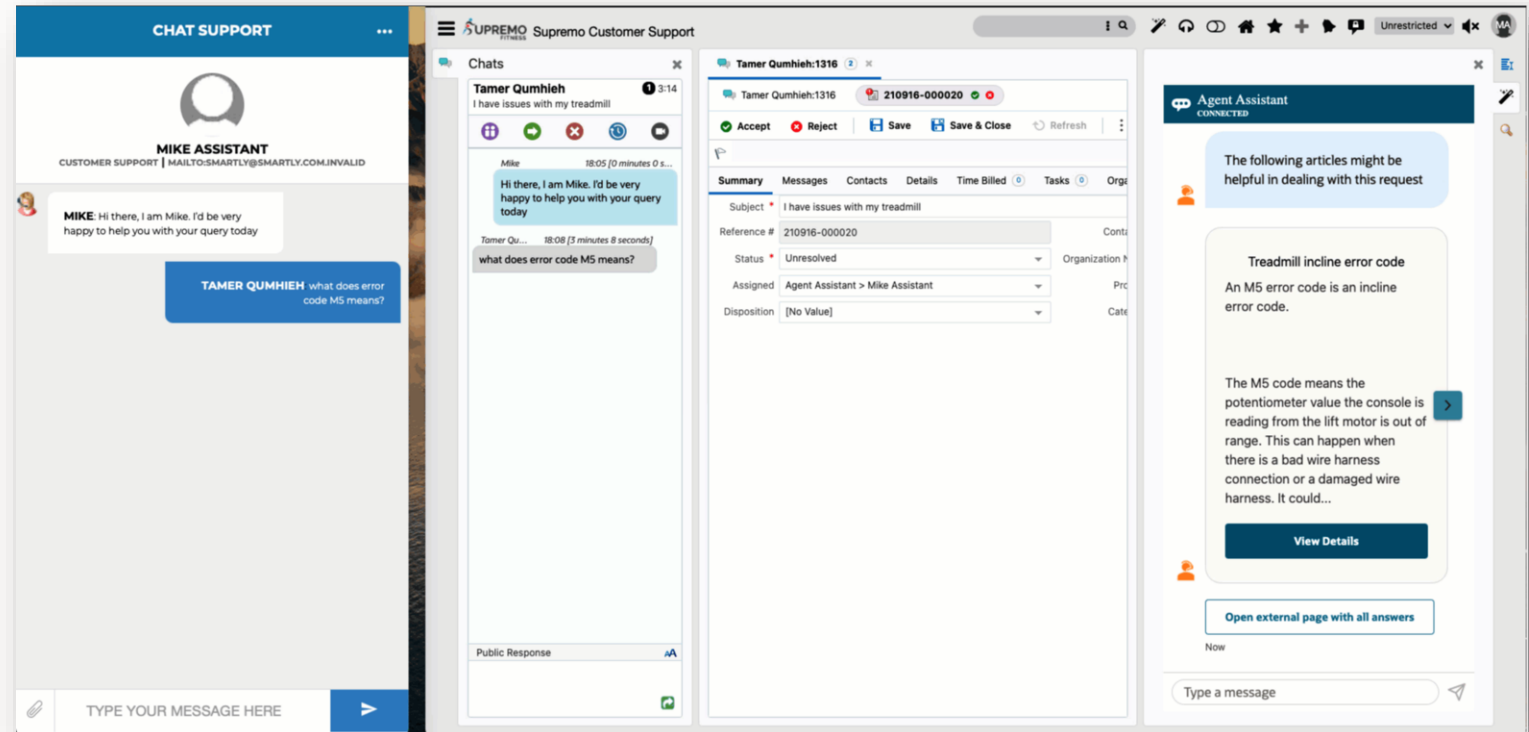 CHAT SUPPORT
MIKE ASSISTANT
CUSTOMER SUPPORT | MAILTO:SMARTLY@SMARTLY.COM.INVALID
MIKE: Hi there, I am Mike. I'd be very
happy to help you with your query today
TAMER QUMHIEH what does error
code M5 means?
TYPE YOUR MESSAGE HERE
SUPREMO
FITNESS
Supremo Customer Support
Unrestricted
MA
Chats
Tamer Qumhieh 1 3:14
I have issues with my treadmill
Mike 18:05 [0 minutes 0 s...
Hi there, I am Mike. I'd be very
happy to help you with your query
today
Tamer Qu... 18:08 [3 minutes 8 seconds]
what does error code M5 means?
Public Response AA
Tamer Qumhieh:1316 2
Tamer Qumhieh:1316 210916-000020
Accept Reject Save Save & Close Refresh
Summary Messages Contacts Details Time Billed 0 Tasks 0 Orga
Subject * I have issues with my treadmill
Reference # 210916-000020 Conta
Status * Unresolved Organization N
Assigned Agent Assistant > Mike Assistant Pro
Disposition [No Value] Cate
Agent Assistant
CONNECTED
The following articles might be
helpful in dealing with this request
Treadmill incline error code
An M5 error code is an incline
error code.
The M5 code means the
potentiometer value the console is
reading from the lift motor is out of
range. This can happen when
there is a bad wire harness
connection or a damaged wire
harness. It could...
View Details
Open external page with all answers
Now
Type a message